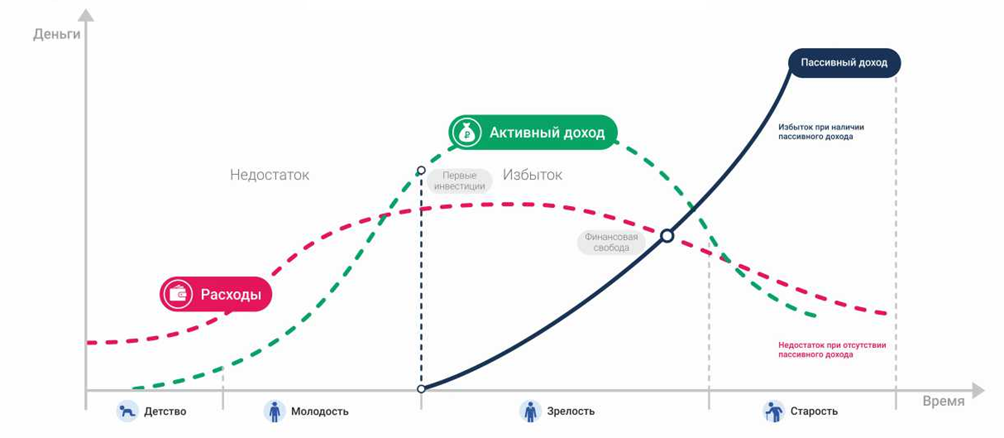 Деньги
Пассивный доход
Активный доход
Избыток при наличии
пассивного дохода
Недостаток
Первые
инвестиции
Избыток
Финансовая
свобода
Расходы
Недостаток при отсутствии
пассивного дохода
Время
Детство
Молодость
Зрелость
Старость